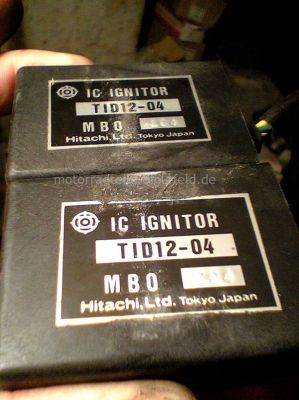 IC IGNITOR
TID12-04
MBO
Hitachi, Ltd. Tokyo Japan
IC IGNITOR
TID12-04
MBO
Hitachi, Ltd. Tokyo Japan